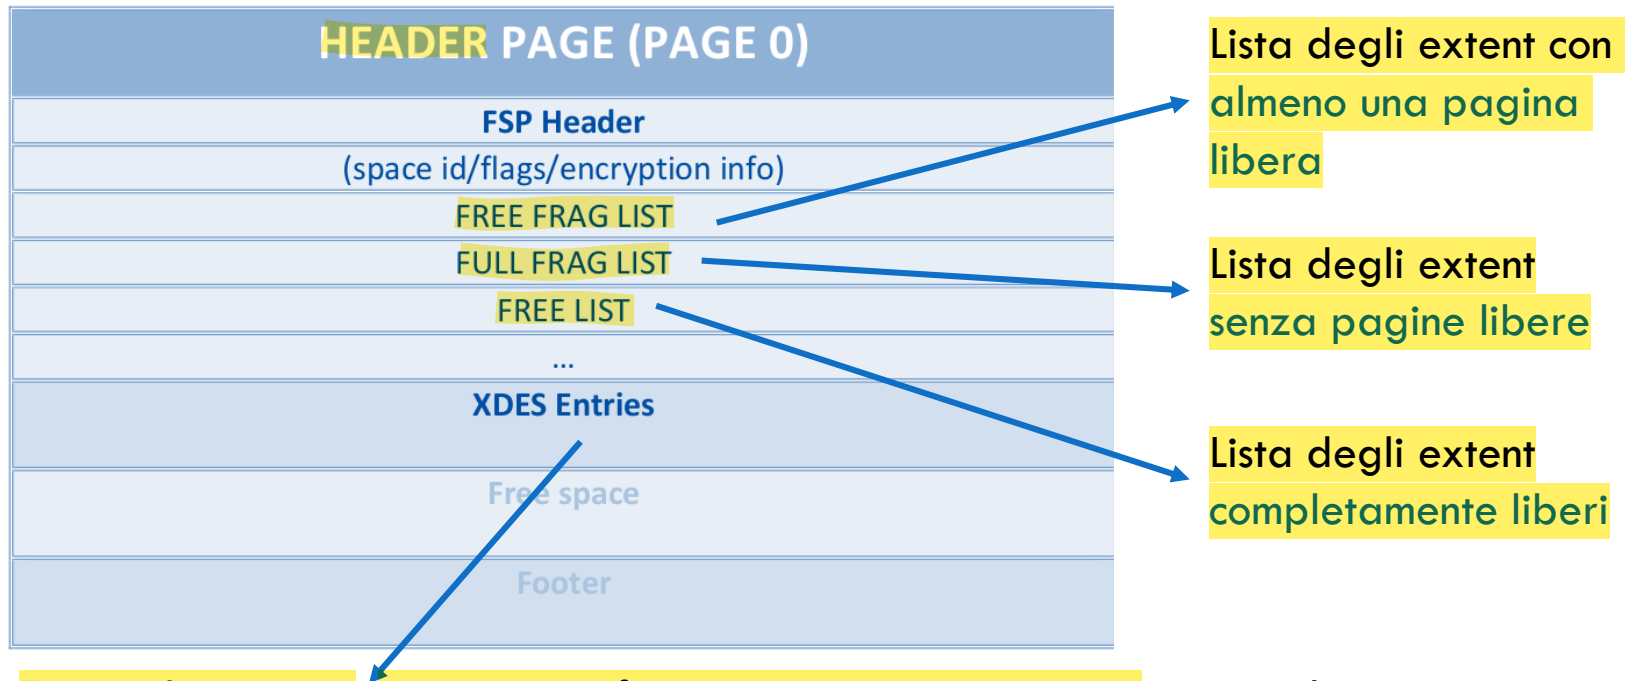 HEADER PAGE (PAGE 0)
FSP Header
(space id/flags/encryption info)
FREE FRAG LIST
FULL FRAG LIST
FREE LIST
...
XDES Entries
Free space
Footer
Lista degli extent con
almeno una pagina
libera
Lista degli extent
senza pagine libere
Lista degli extent
completamente liberi